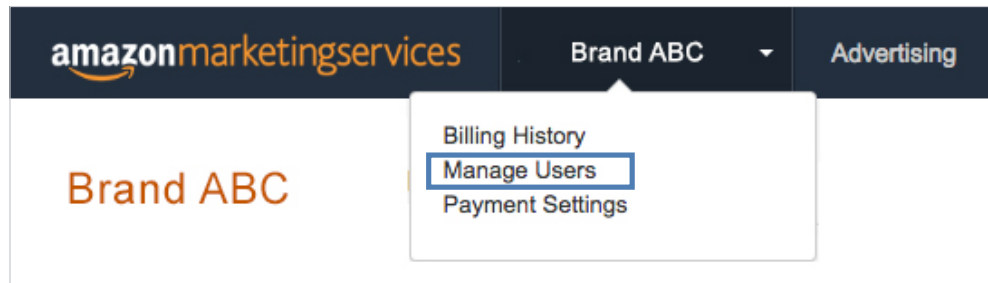 amazonmarketingservices Brand ABC Advertising
Billing History
Manage Users
Brand ABC
Payment Settings